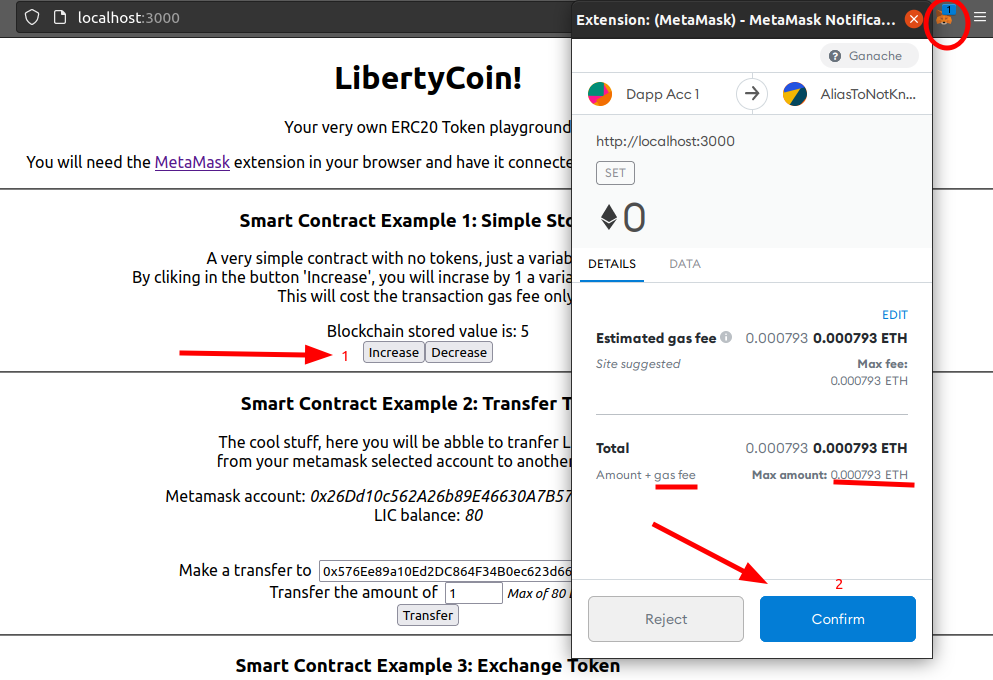 localhost:3000
Extension: (MetaMask) - MetaMask Notifica...
1
Ganache
Dapp Acc 1
AliasToNotKn...
http://localhost:3000
SET
0
DETAILS
DATA
EDIT
Estimated gas fee 0.000793 0.000793 ETH
Site suggested Max fee:
0.000793 ETH
Total 0.000793 0.000793 ETH
Amount + gas fee Max amount: 0.000793 ETH
2
Reject
Confirm
LibertyCoin!
Your very own ERC20 Token playground
You will need the MetaMask extension in your browser and have it connecte
Smart Contract Example 1: Simple Sto
A very simple contract with no tokens, just a variab
By cliking in the button 'Increase', you will incrase by 1 a varia
This will cost the transaction gas fee only
Blockchain stored value is: 5
1 Increase Decrease
Smart Contract Example 2: Transfer T
The cool stuff, here you will be abble to tranfer L
from your metamask selected account to another
Metamask account: 0x26Dd10c562A26b89E46630A7B57
LIC balance: 80
Make a transfer to 0x576Ee89a10Ed2DC864F34B0ec623d66
Transfer the amount of 1 Max of 80
Transfer
Smart Contract Example 3: Exchange Token